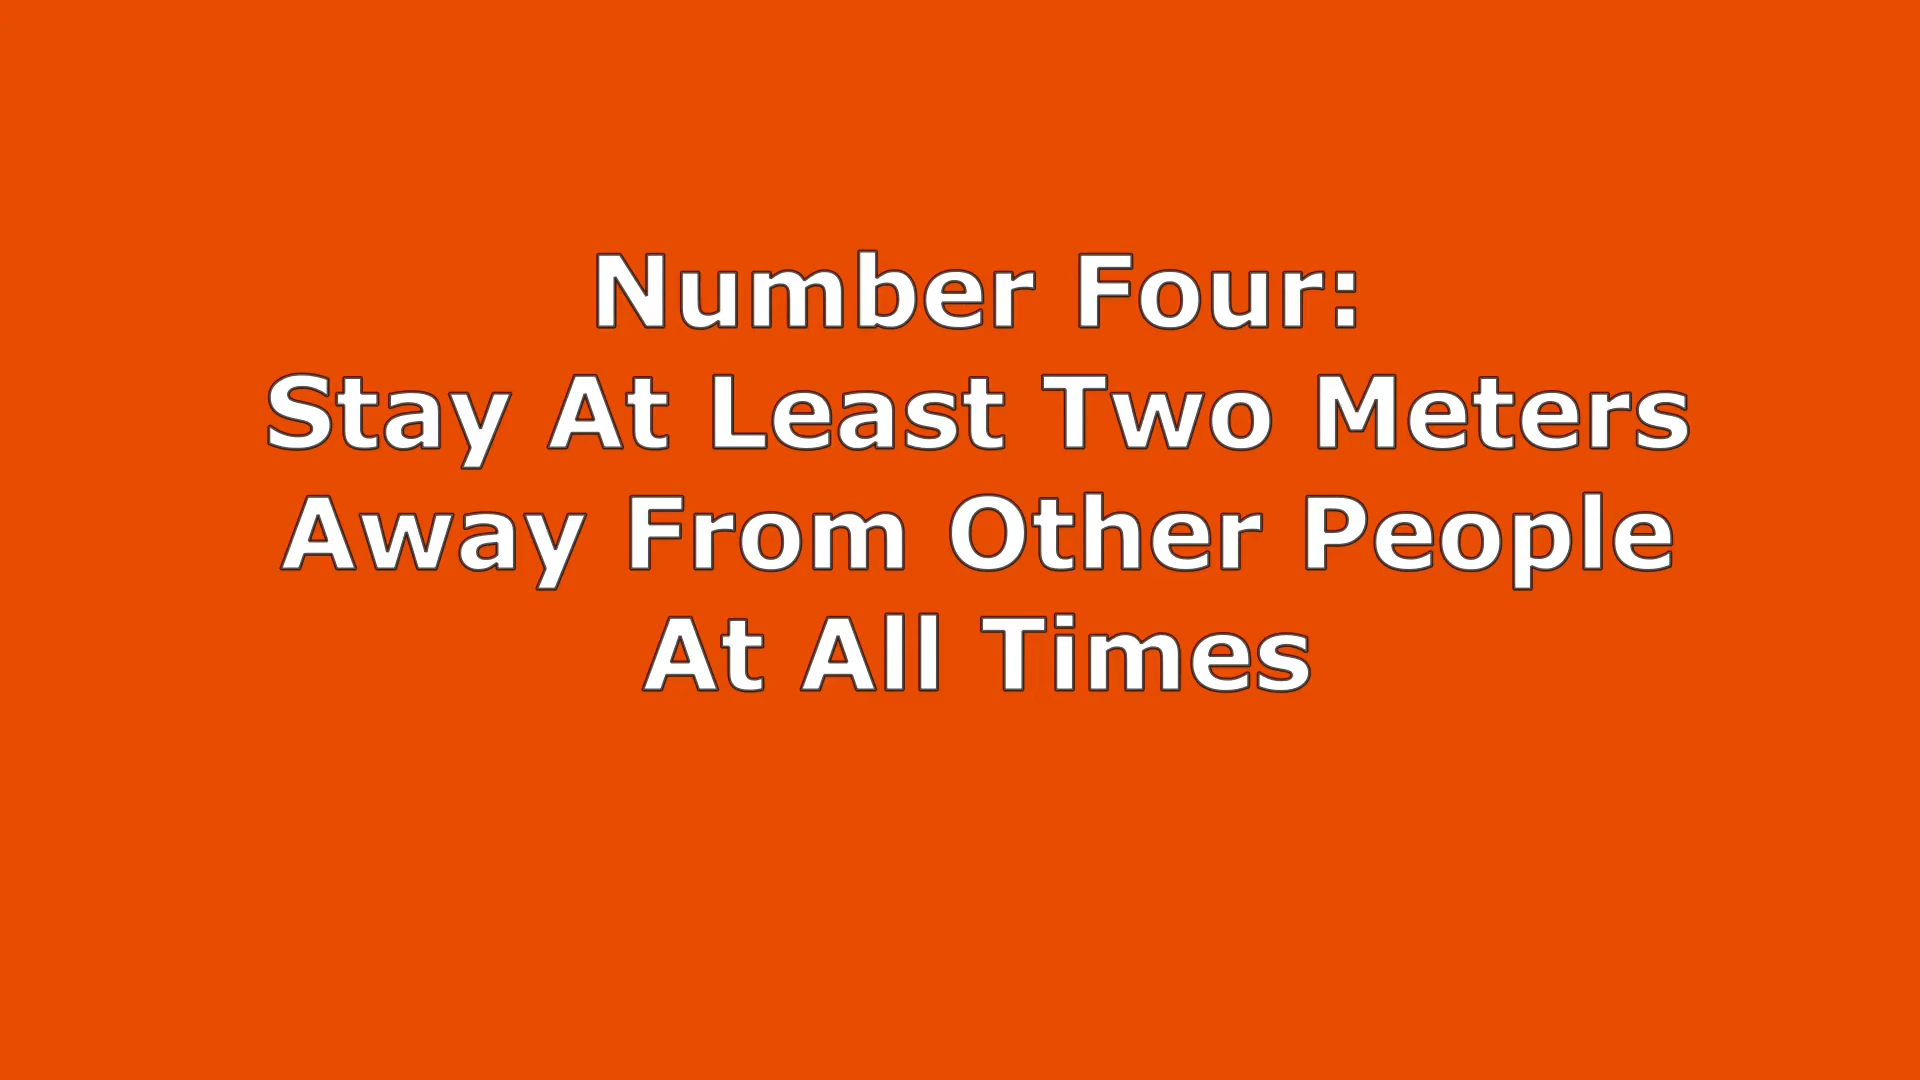 Number Four:
Stay At Least Two Meters
Away From Other People
At All Times